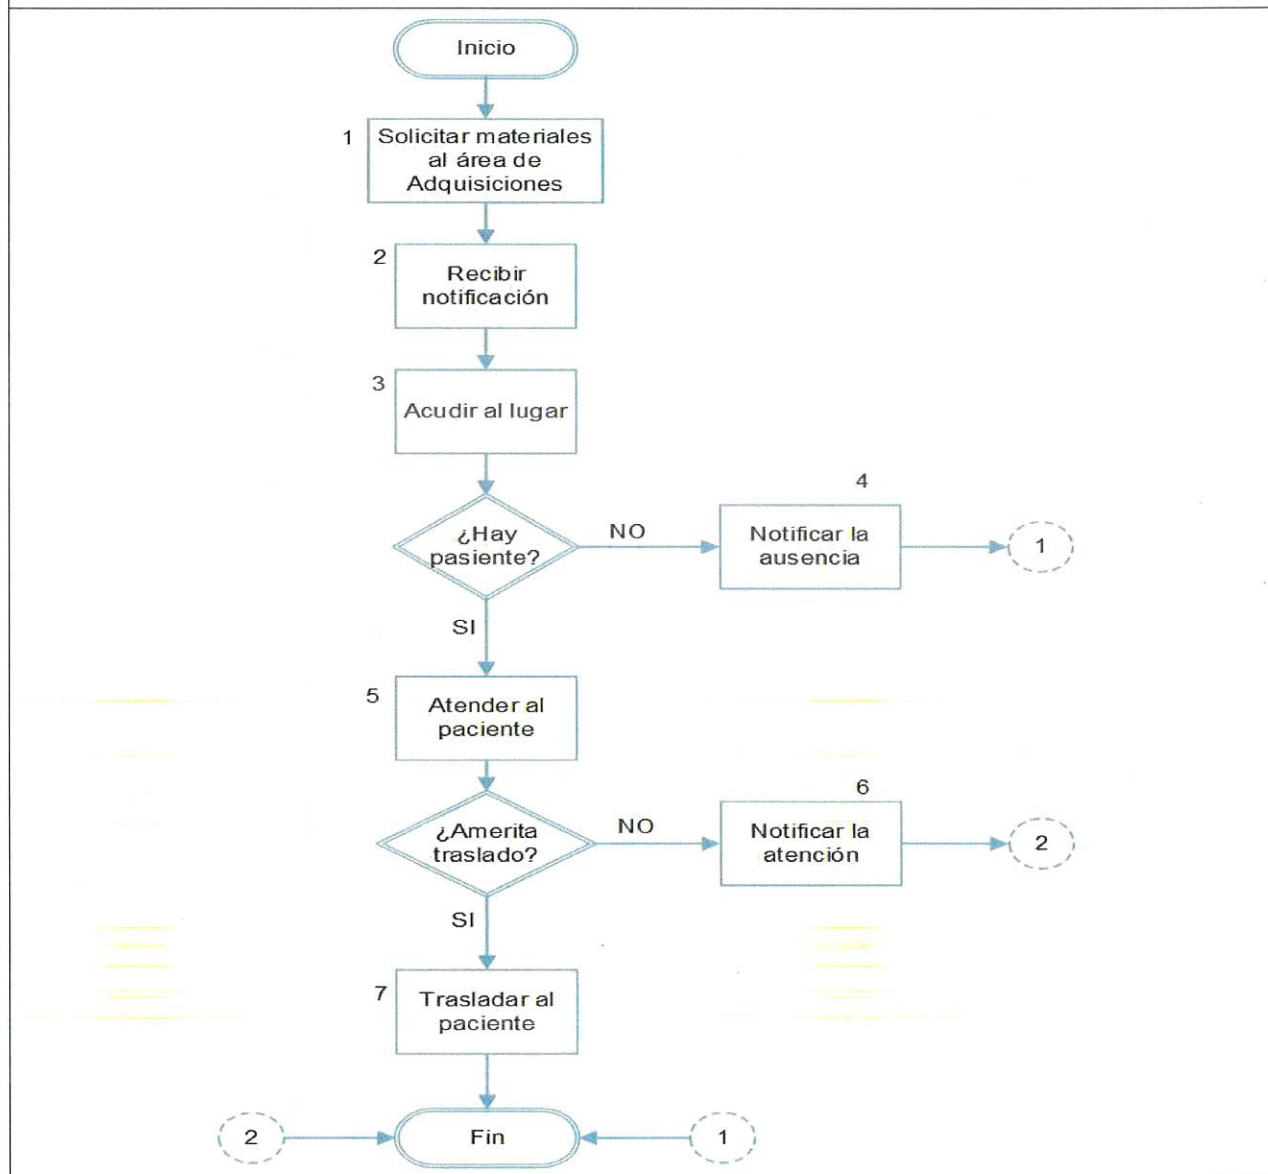 Inicio
1
Solicitar materiales
al área de
Adquisiciones
2
Recibir
notificación
3
Acudir al lugar
¿Hay
pasiente?
NO
4
Notificar la
ausencia
1
SI
5
Atender al
paciente
¿Amerita
traslado?
NO
6
Notificar la
atención
2
SI
7
Trasladar al
paciente
2
Fin
1